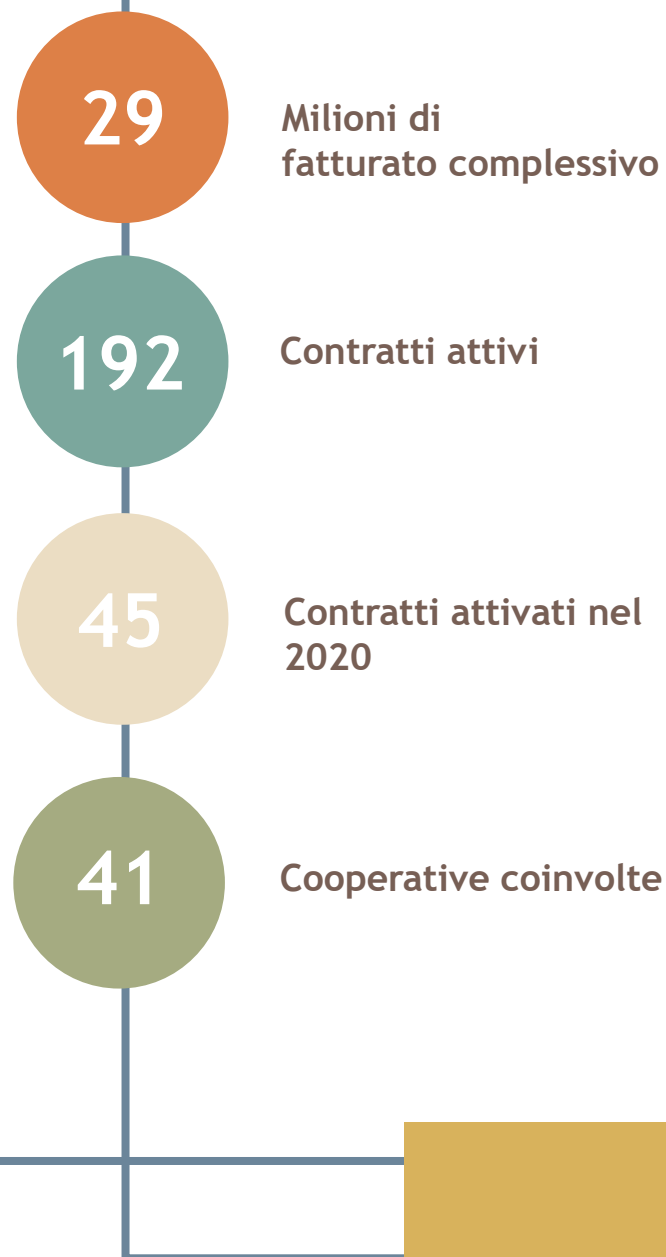 29
Milioni di
fatturato complessivo
192
Contratti attivi
45
Contratti attivati nel
2020
41
Cooperative coinvolte